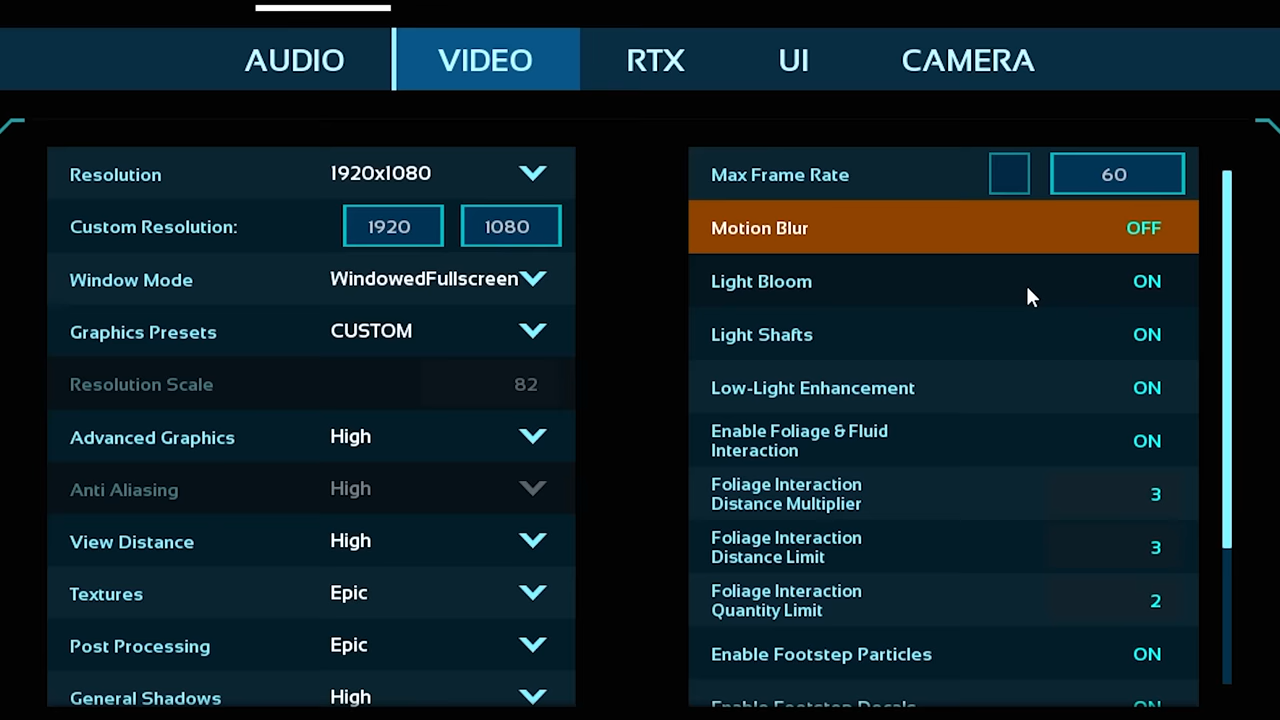 AUDIO VIDEO RTX UI CAMERA
Resolution 1920x1080
Custom Resolution: 1920 1080
Window Mode WindowedFullscreen
Graphics Presets CUSTOM
Resolution Scale 82
Advanced Graphics High
Anti Aliasing High
View Distance High
Textures Epic
Post Processing Epic
General Shadows High
Max Frame Rate 60
Motion Blur OFF
Light Bloom ON
Light Shafts ON
Low-Light Enhancement ON
Enable Foliage & Fluid
Interaction ON
Foliage Interaction
Distance Multiplier 3
Foliage Interaction
Distance Limit 3
Foliage Interaction
Quantity Limit 2
Enable Footstep Particles ON
Enable Footstep Decals ON